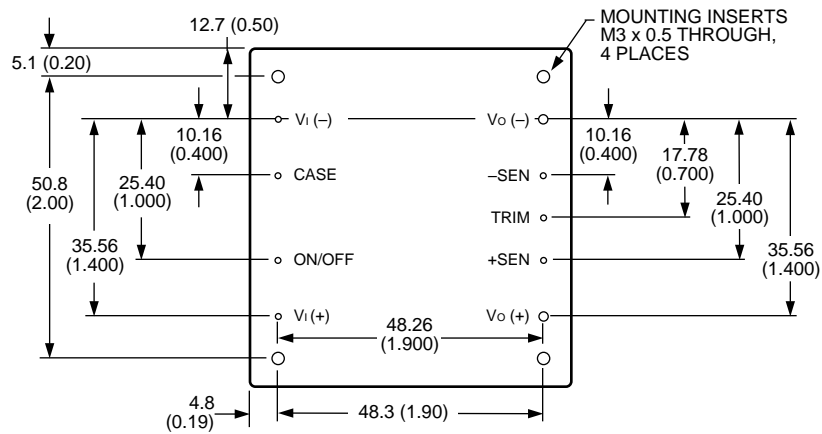 12.7 (0.50)
MOUNTING INSERTS
M3 x 0.5 THROUGH,
4 PLACES
5.1 (0.20)
VI (–)
VO (–)
10.16
(0.400)
10.16
(0.400)
17.78
(0.700)
CASE
–SEN
50.8
(2.00)
25.40
(1.000)
25.40
(1.000)
TRIM
35.56
(1.400)
35.56
(1.400)
ON/OFF
+SEN
VI (+)
VO (+)
48.26
(1.900)
4.8
(0.19)
48.3 (1.90)